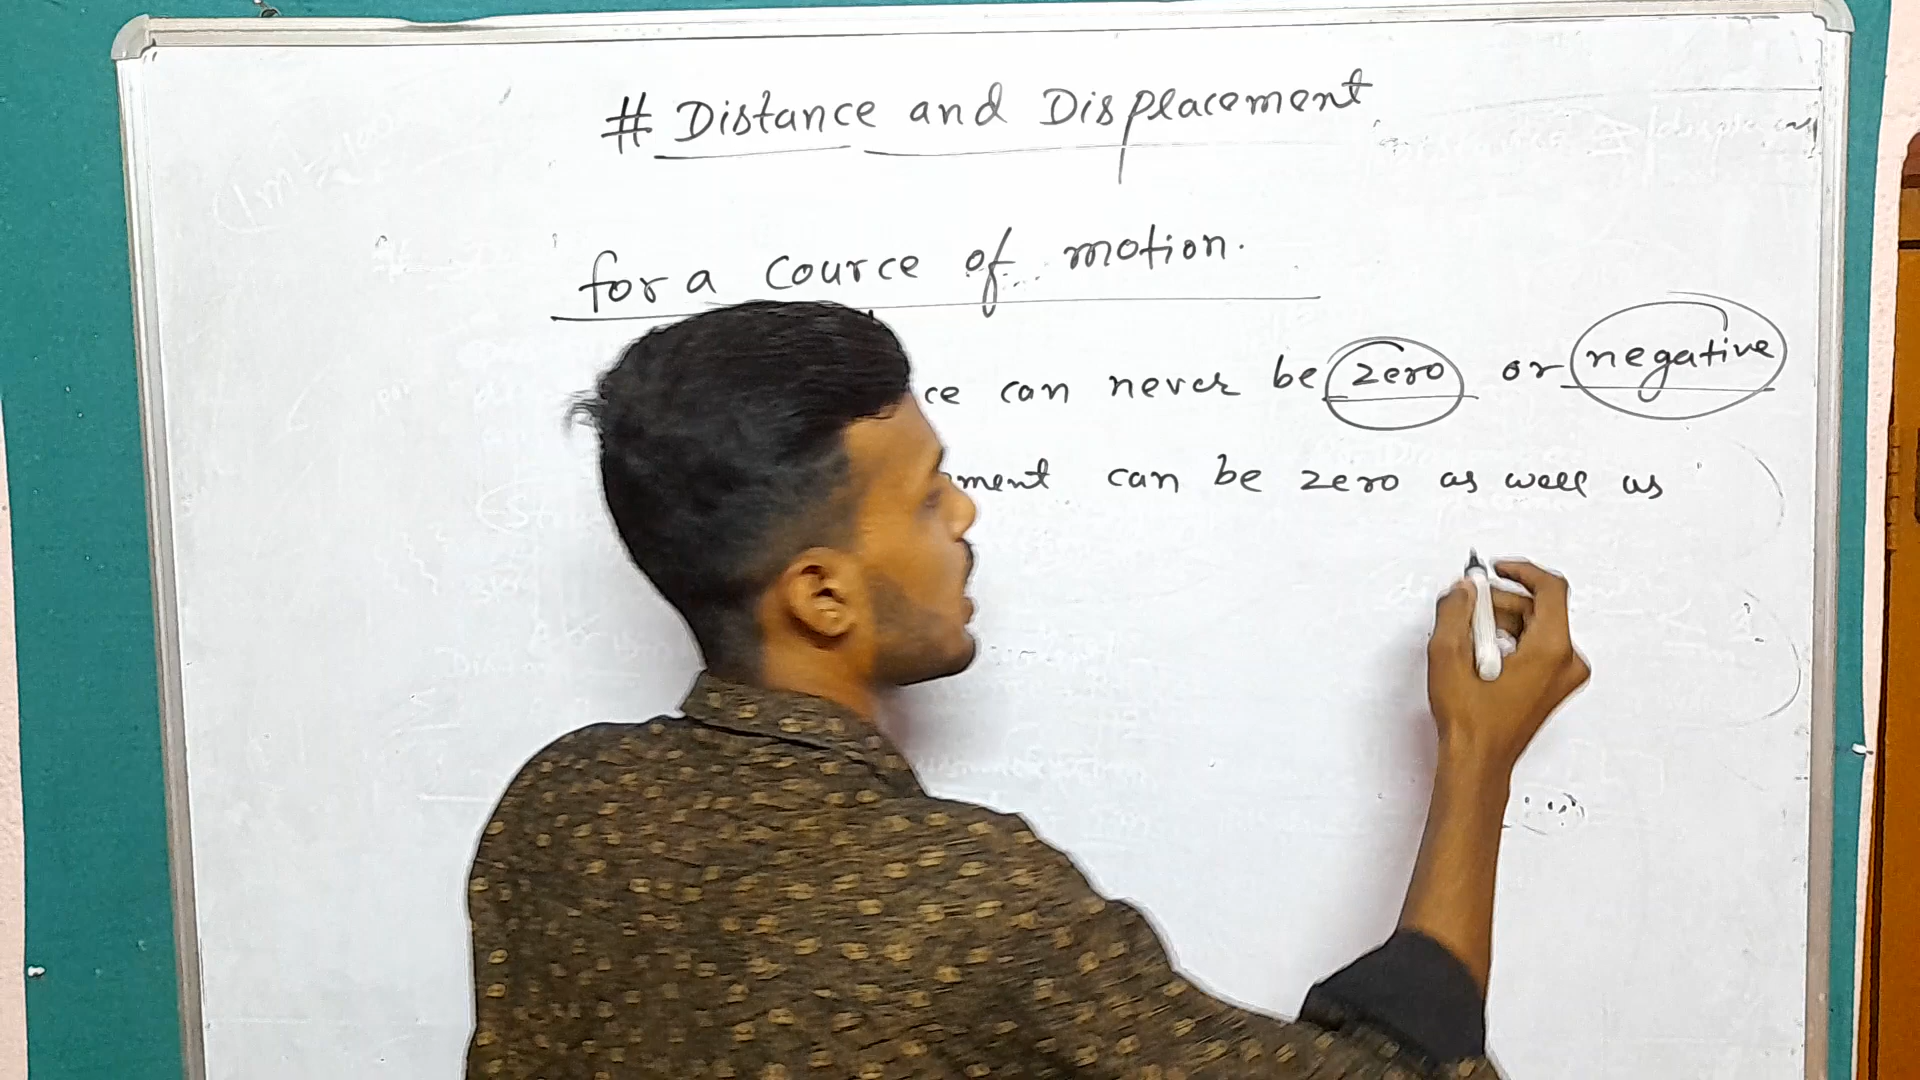 # Distance and Displacement
for a cource of motion.
ce can never be zero or negative
ment can be zero as well as